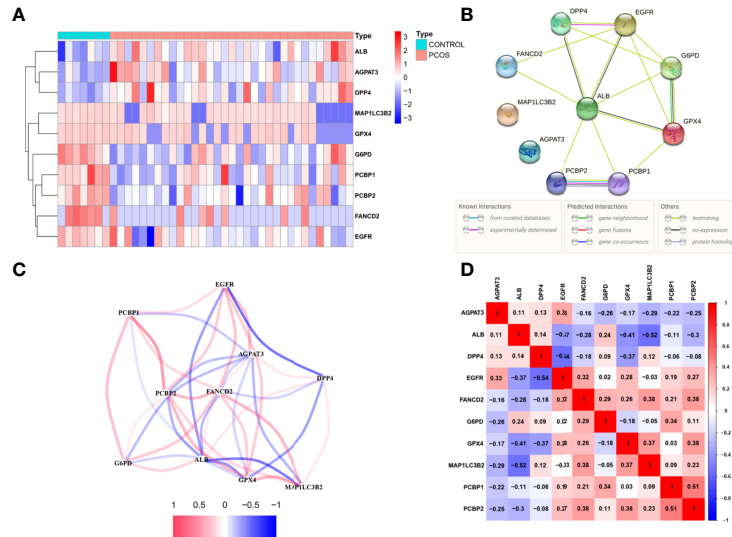 A
Type
ALB
AGPAT3
DPP4
MAP1LC3B2
GPX4
G6PD
PCBP1
PCBP2
FANCD2
EGFR
3
2
1
0
−1
−2
−3
Type
CONTROL
PCOS
B
DPP4
EGFR
FANCD2
G6PD
MAP1LC3B2
ALB
GPX4
AGPAT3
PCBP2
PCBP1
Known Interactions
from curated databases
experimentally determined
Predicted Interactions
gene neighborhood
gene fusions
gene co-occurrence
Others
textmining
co-expression
protein homology
C
EGFR
PCBP1
AGPAT3
DPP4
PCBP2
FANCD2
G6PD
ALB
GPX4
MAP1LC3B2
1 0.5 0 −0.5 −1
D
AGPAT3 ALB DPP4 EGFR FANCD2 G6PD GPX4 MAP1LC3B2 PCBP1 PCBP2
AGPAT3 1 0.11 0.13 0.33 −0.16 −0.26 −0.17 −0.29 −0.22 −0.25
ALB 0.11 1 0.14 −0.37 −0.28 0.24 −0.41 −0.52 −0.11 −0.3
DPP4 0.13 0.14 1 −0.54 −0.18 0.09 −0.37 0.12 −0.06 −0.08
EGFR 0.33 −0.37 −0.54 1 0.32 0.02 0.28 −0.03 0.19 0.27
FANCD2 −0.16 −0.28 −0.18 0.32 1 0.29 0.26 0.38 0.21 0.38
G6PD −0.26 0.24 0.09 0.02 0.29 1 −0.18 −0.05 0.34 0.11
GPX4 −0.17 −0.41 −0.37 0.28 0.26 −0.18 1 0.37 0.03 0.38
MAP1LC3B2 −0.29 −0.52 0.12 −0.03 0.38 −0.05 0.37 1 0.09 0.23
PCBP1 −0.22 −0.11 −0.06 0.19 0.21 0.34 0.03 0.09 1 0.51
PCBP2 −0.25 −0.3 −0.08 0.27 0.38 0.11 0.38 0.23 0.51 1
1
0.8
0.6
0.4
0.2
0
−0.2
−0.4
−0.6
−0.8
−1